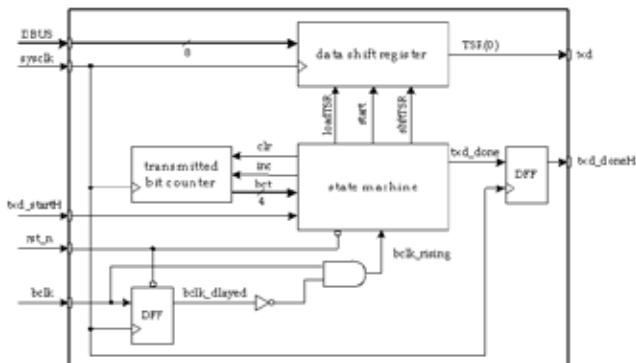 DBUS
8
data shift register
TSR(0)
txd
sysclk
loadTSR
start
shftTSR
clr
inc
bct
4
transmitted
bit counter
state machine
txd_done
DFF
txd_doneH
txd_startH
rst_n
bclk_rising
bclk
bclk_dlayed
DFF